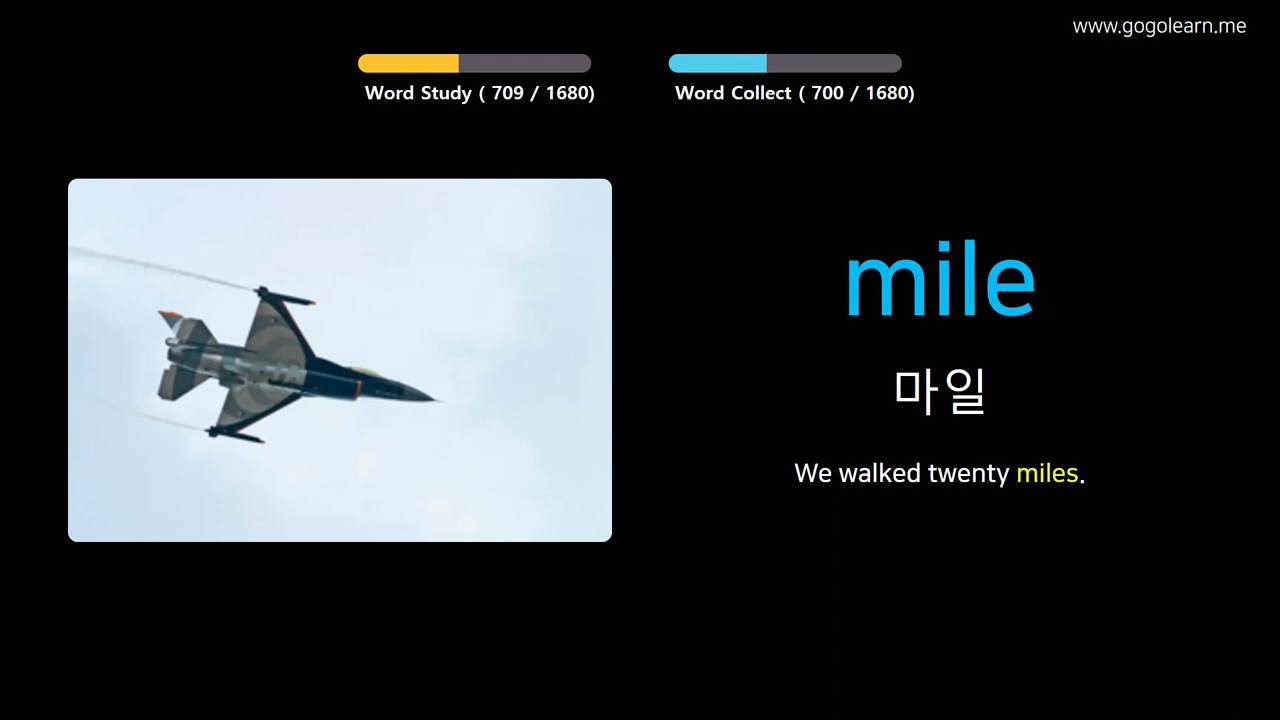 www.gogolearn.me
Word Study ( 709 / 1680)
Word Collect ( 700 / 1680)
mile
마일
We walked twenty miles.